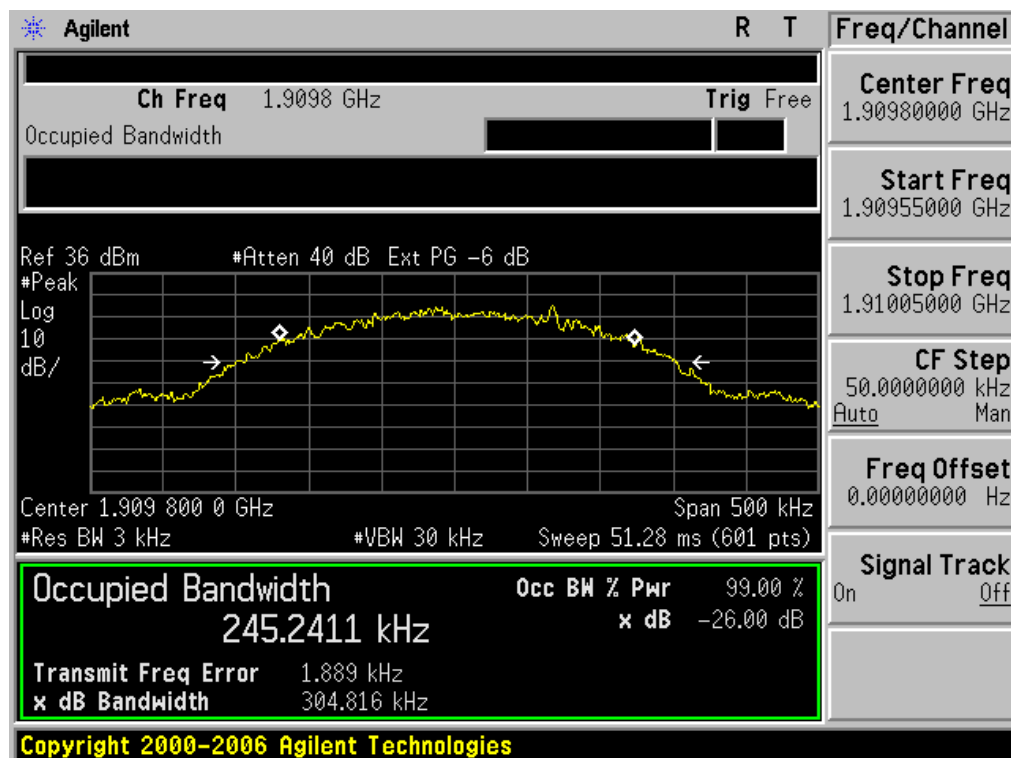 Agilent R T Freq/Channel
Ch Freq 1.9098 GHz Trig Free
Occupied Bandwidth
Center Freq
1.90980000 GHz
Start Freq
1.90955000 GHz
Stop Freq
1.91005000 GHz
CF Step
50.0000000 kHz
Auto Man
Freq Offset
0.00000000 Hz
Signal Track
On Off
Ref 36 dBm #Atten 40 dB Ext PG -6 dB
#Peak
Log
10
dB/
Center 1.909 800 0 GHz Span 500 kHz
#Res BW 3 kHz #VBW 30 kHz Sweep 51.28 ms (601 pts)
Occupied Bandwidth Occ BW % Pwr 99.00 %
245.2411 kHz x dB -26.00 dB
Transmit Freq Error 1.889 kHz
x dB Bandwidth 304.816 kHz
Copyright 2000-2006 Agilent Technologies